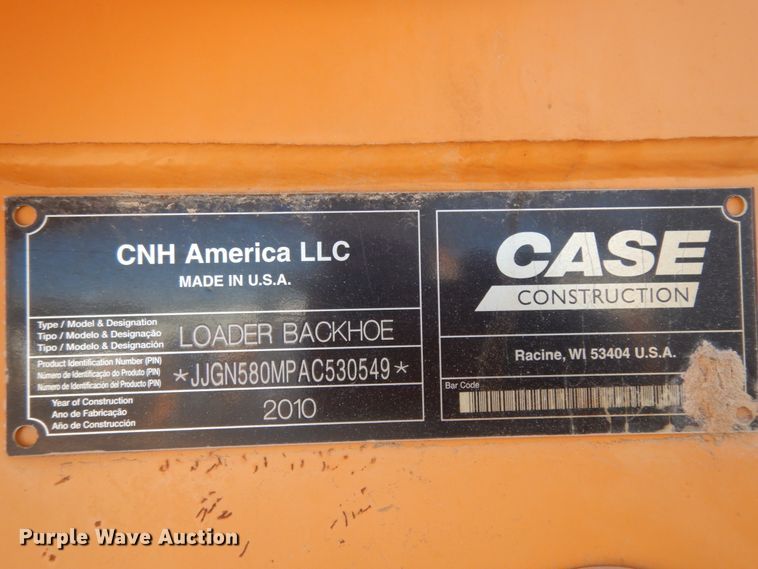 CNH America LLC
MADE IN U.S.A.
Type / Model & Designation
Tipo / Modelo & Designação
Tipo / Modelo & Designación
LOADER BACKHOE
Product Identification Number (PIN)
Número de Identificação do Produto (PIN)
Número de Identificación del Producto (PIN)
*JJGN580MPAC530549*
Year of Construction
Ano de Fabricação
Año de Construcción
2010
CASE
CONSTRUCTION
Racine, WI 53404 U.S.A.
Bar Code
Purple Wave Auction